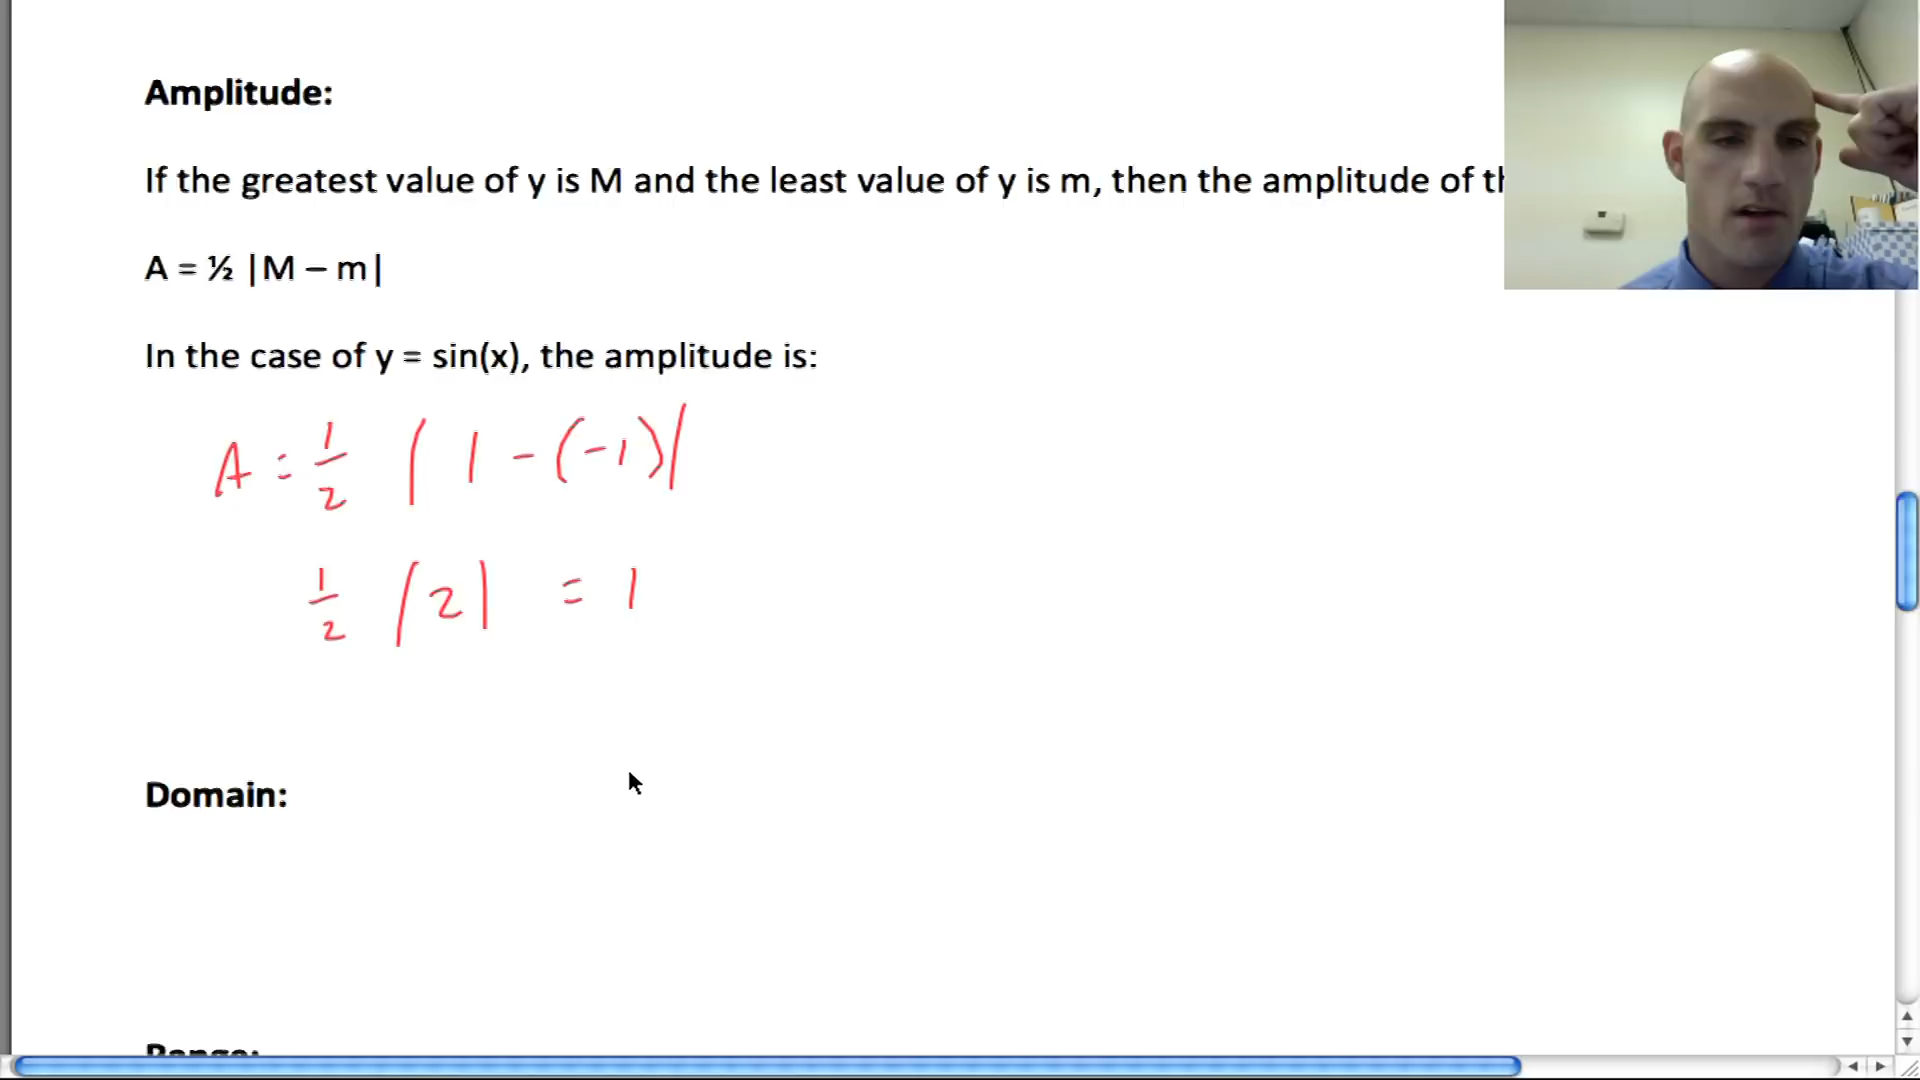 Amplitude:
If the greatest value of y is M and the least value of y is m, then the amplitude of
A = ½ |M – m|
In the case of y = sin(x), the amplitude is:
A = 1/2 | 1 - (-1) |
1/2 | 2 | = 1
Domain:
Range: